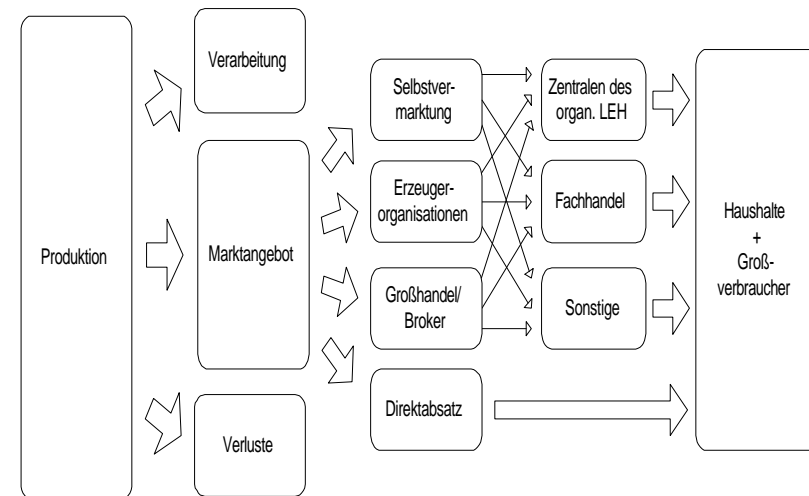 Produktion
Verarbeitung
Marktangebot
Verluste
Selbstver-
marktung
Erzeuger-
organisationen
Großhandel/
Broker
Direktabsatz
Zentralen des
organ. LEH
Fachhandel
Sonstige
Haushalte
+
Groß-
verbraucher